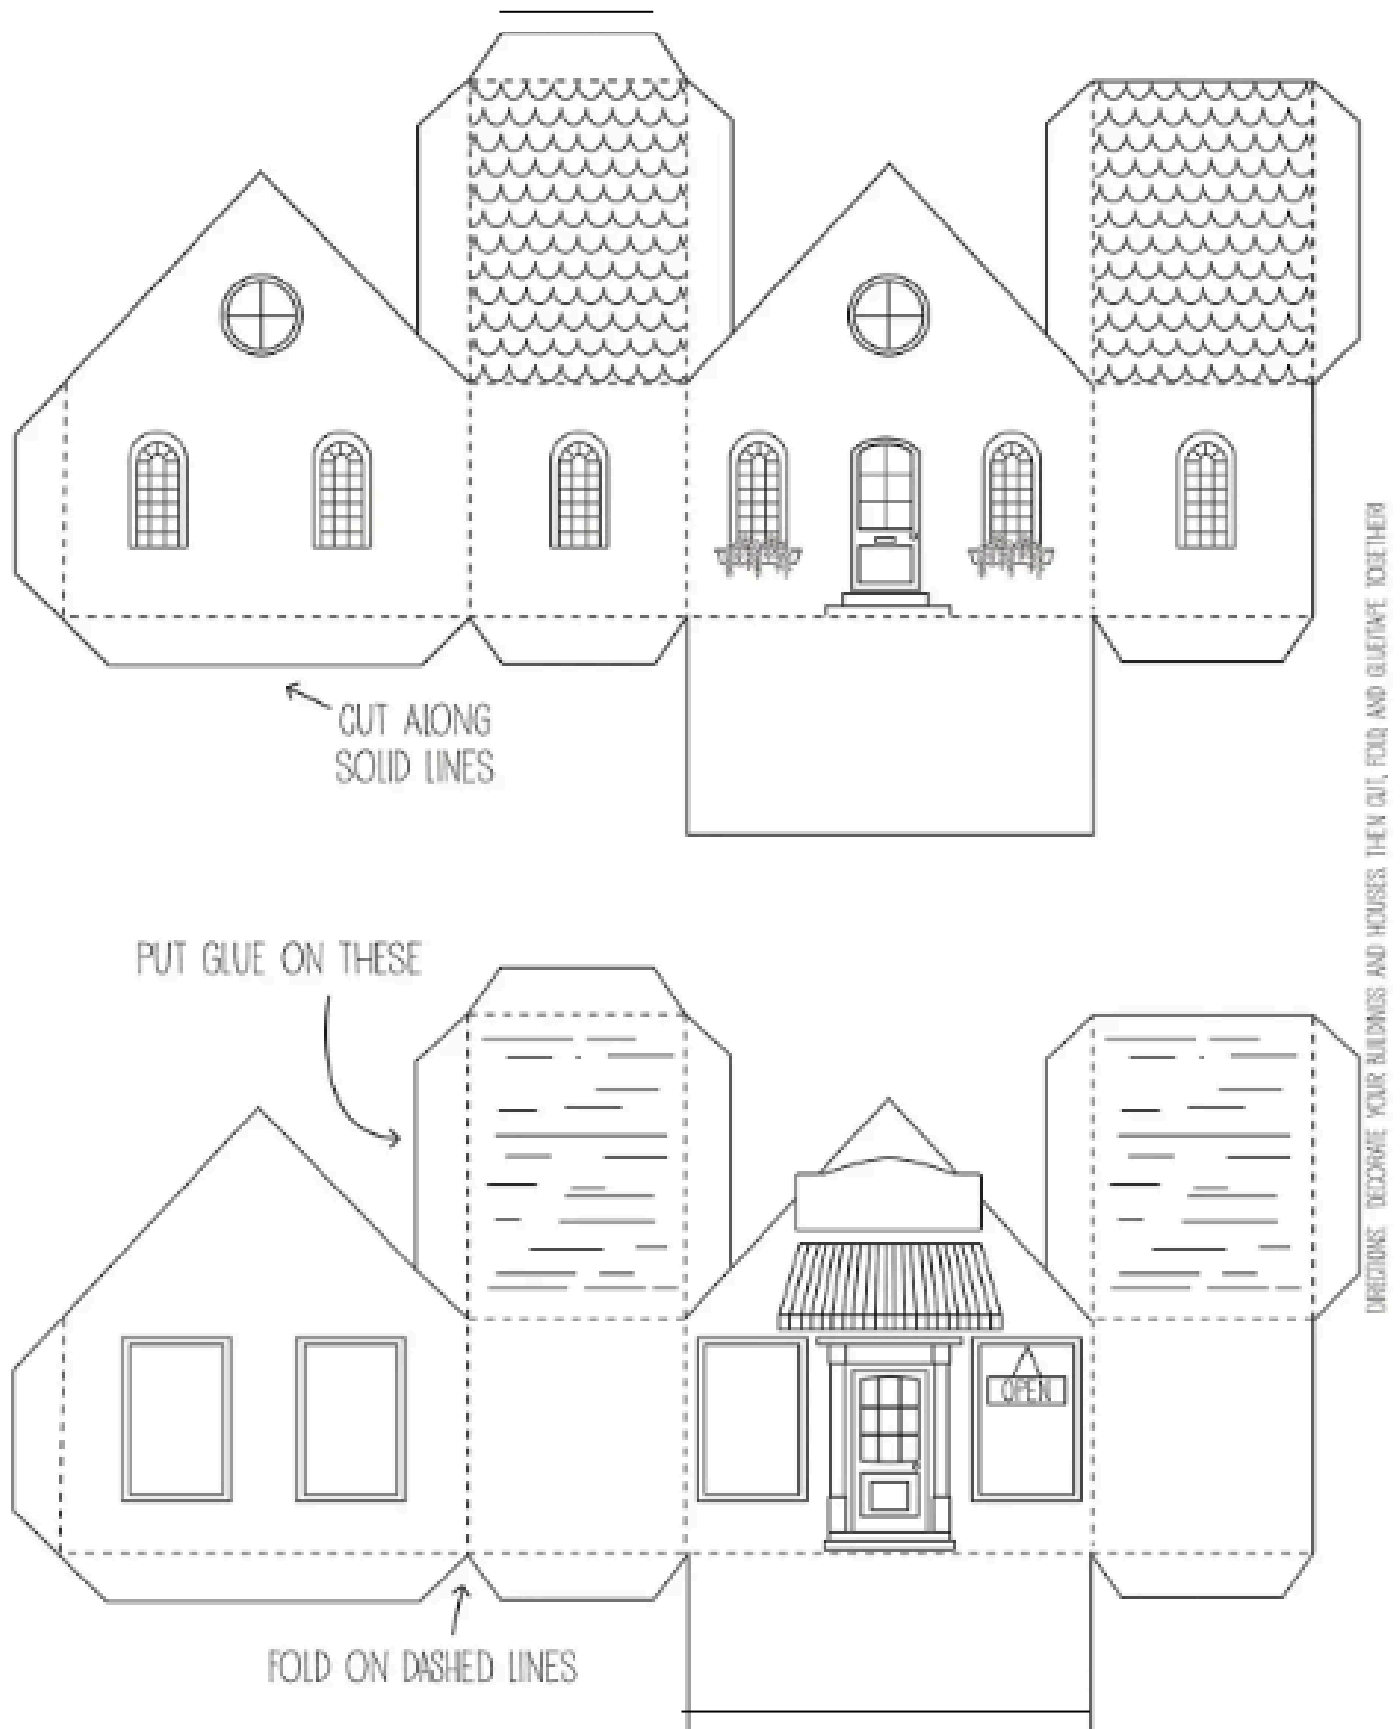 CUT ALONG
SOLID LINES
PUT GLUE ON THESE
OPEN
FOLD ON DASHED LINES
DIRECTIONS: DECORATE YOUR BUILDINGS AND HOUSES, THEN CUT, FOLD, AND GLUE/TAPE TOGETHER!